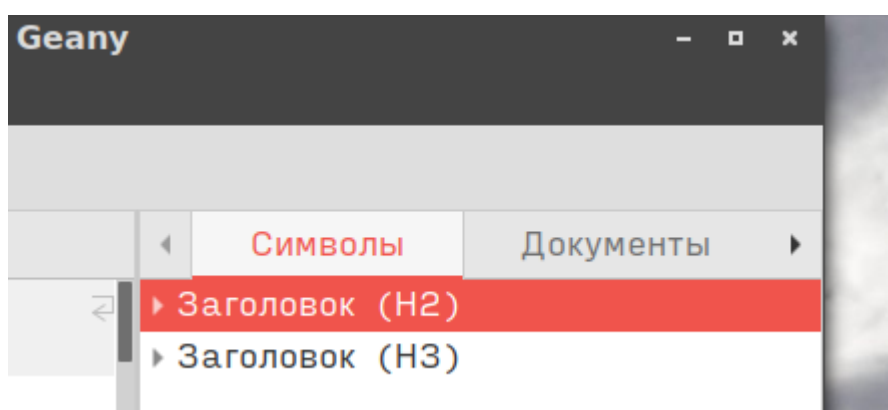 Geany
Символы
Документы
Заголовок (H2)
Заголовок (H3)